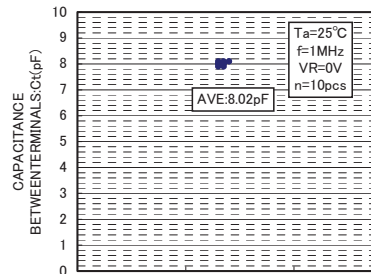 CAPACITANCE
BETWEENTERMINALS:Ct(pF)
10
9
8
7
6
5
4
3
2
1
0
Ta=25℃
f=1MHz
VR=0V
n=10pcs
AVE:8.02pF